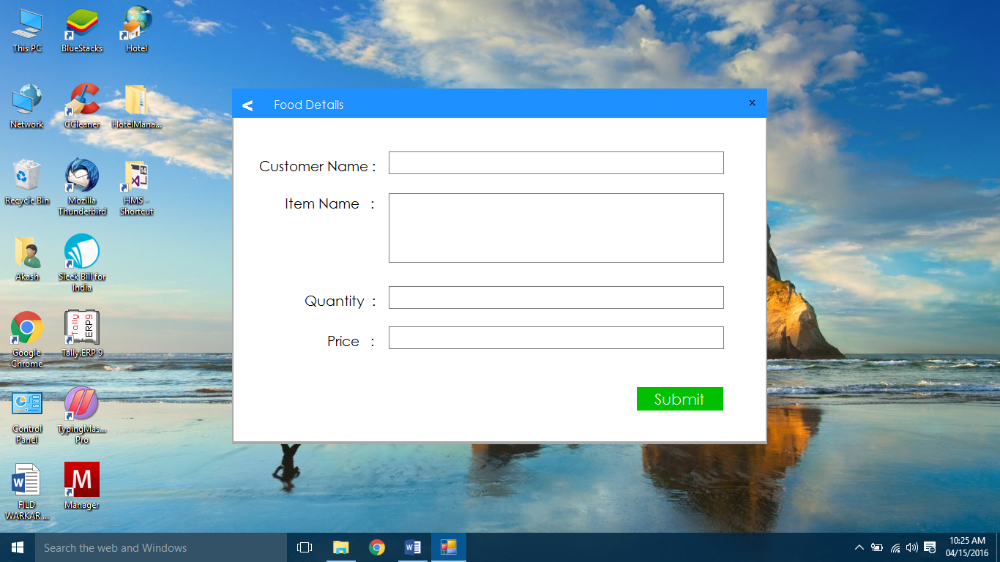 This PC
BlueStacks
Hotel
Network
CCleaner
HotelMana...
Recycle Bin
Mozilla
Thunderbird
HMS -
Shortcut
Akash
Sleek Bill for
India
Google
Chrome
Tally
ERP9
Tally.ERP 9
Control
Panel
TypingMas...
Pro
W
FILD
WARKAR ...
M
Manager
14
< Food Details x
Customer Name :
Item Name :
Quantity :
Price :
Submit
Search the web and Windows
W
10:25 AM
04/15/2016